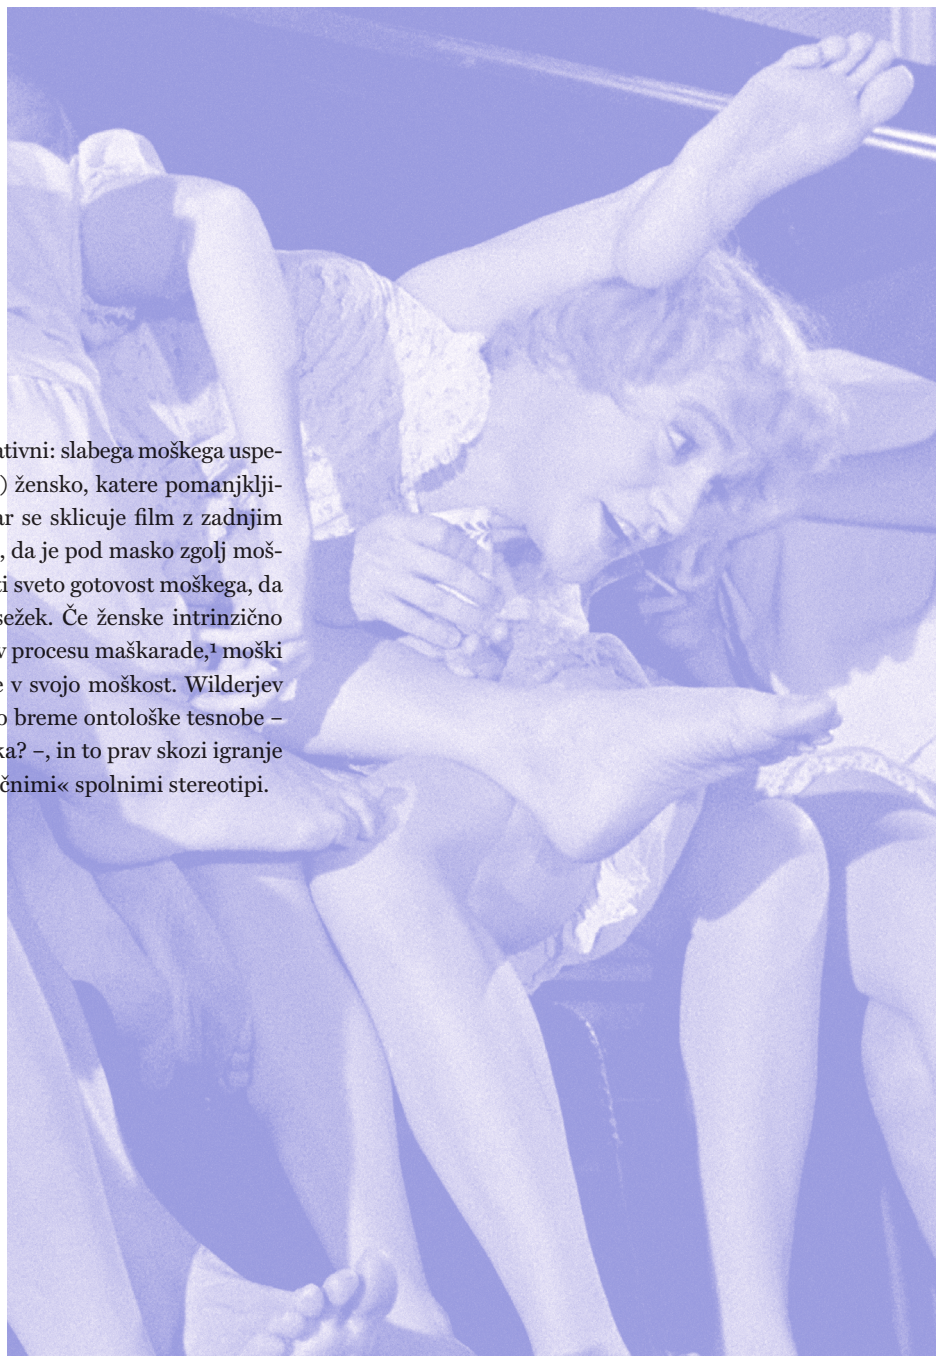 ativni: slabega moškega uspe-
) žensko, katere pomanjklji-
ar se sklicuje film z zadnjim
, da je pod masko zgolj moš-
ti sveto gotovost moškega, da
sežek. Če ženske intrinzično
v procesu maškarade,¹ moški
e v svojo moškost. Wilderjev
o breme ontološke tesnobe –
ka? –, in to prav skozi igranje
čnimi« spolnimi stereotipi.